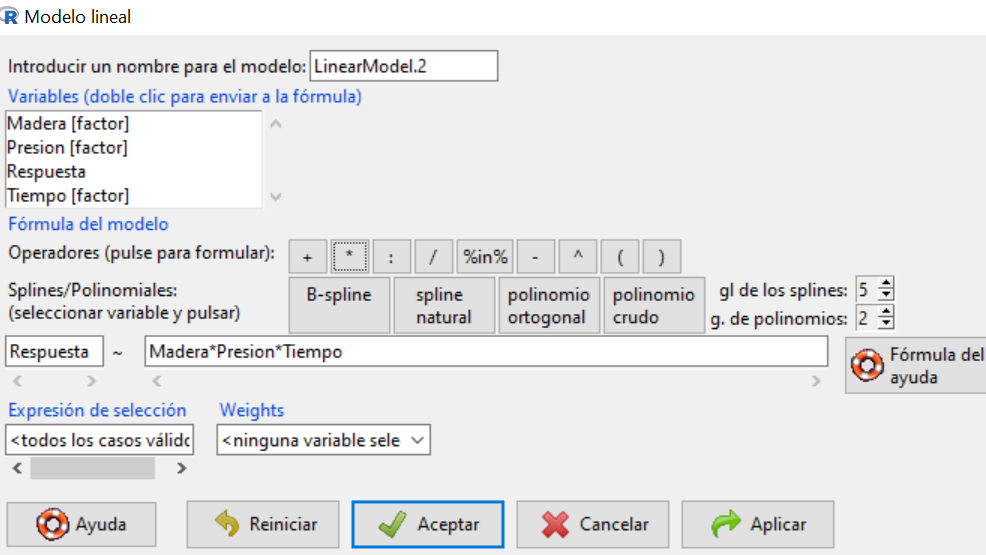 Modelo lineal
Introducir un nombre para el modelo: LinearModel.2
Variables (doble clic para enviar a la fórmula)
Madera [factor]
Presion [factor]
Respuesta
Tiempo [factor]
Fórmula del modelo
Operadores (pulse para formular): + * : / %in% - ^ ( )
Splines/Polinomiales:
(seleccionar variable y pulsar)
B-spline
spline
natural
polinomio
ortogonal
polinomio
crudo
gl de los splines: 5
g. de polinomios: 2
Respuesta ~ Madera*Presion*Tiempo
Fórmula del
ayuda
Expresión de selección Weights
<todos los casos válidc <ninguna variable sele
Ayuda Reiniciar Aceptar Cancelar Aplicar